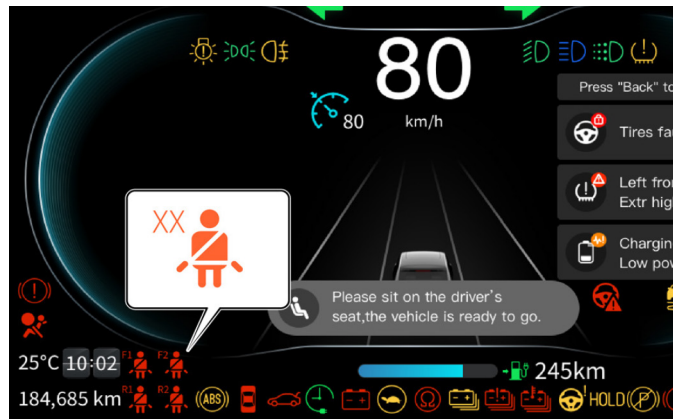 80
80
km/h
Press "Back" to
Tires fau
Left fron
Extr high
Chargin
Low pow
XX
Please sit on the driver's
seat,the vehicle is ready to go.
25°C 10:02 F1 F2
245km
184,685 km R1 R2
(ABS)
HOLD (P)